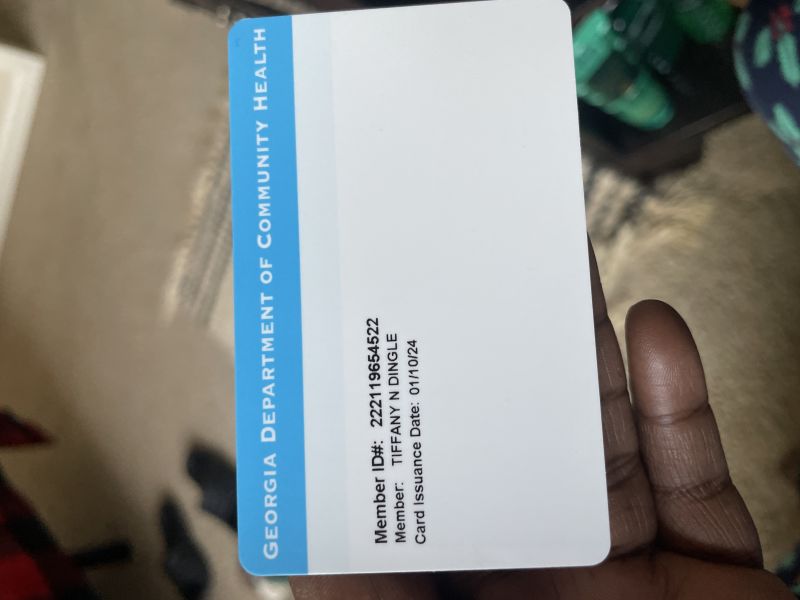 GEORGIA DEPARTMENT OF COMMUNITY HEALTH
Member ID#: 222119654522
Member: TIFFANY N DINGLE
Card Issuance Date: 01/10/24